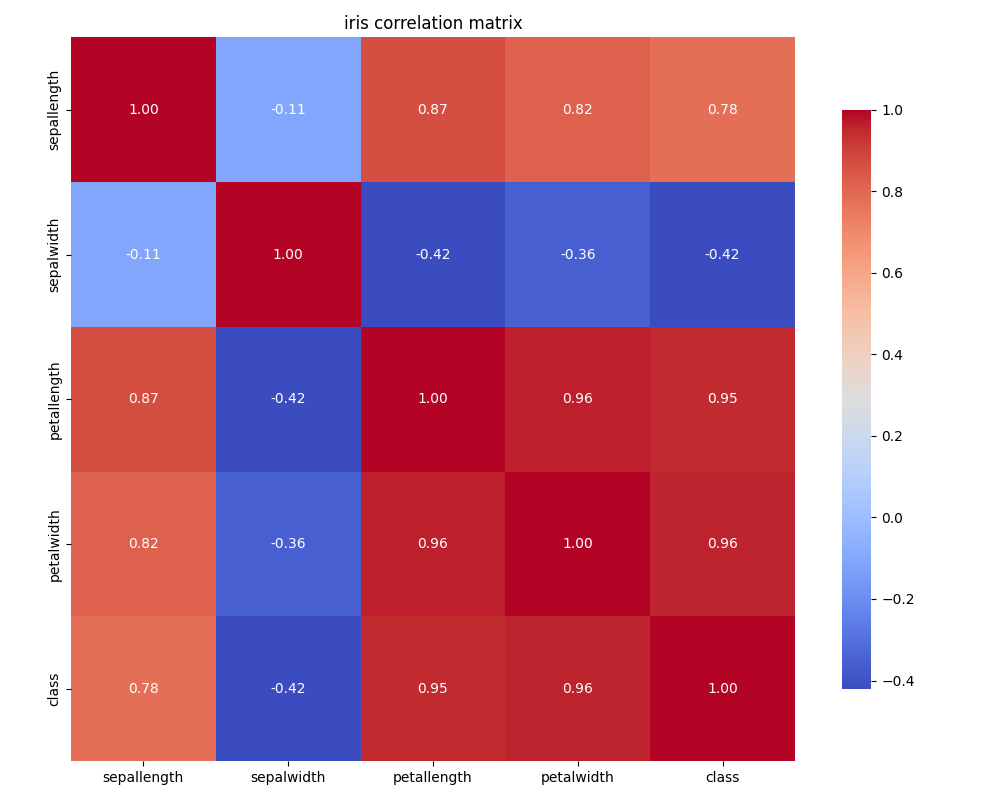 iris correlation matrix
sepallength 1.00 -0.11 0.87 0.82 0.78
sepalwidth -0.11 1.00 -0.42 -0.36 -0.42
petallength 0.87 -0.42 1.00 0.96 0.95
petalwidth 0.82 -0.36 0.96 1.00 0.96
class 0.78 -0.42 0.95 0.96 1.00
sepallength sepalwidth petallength petalwidth class
1.0
0.8
0.6
0.4
0.2
0.0
−0.2
−0.4